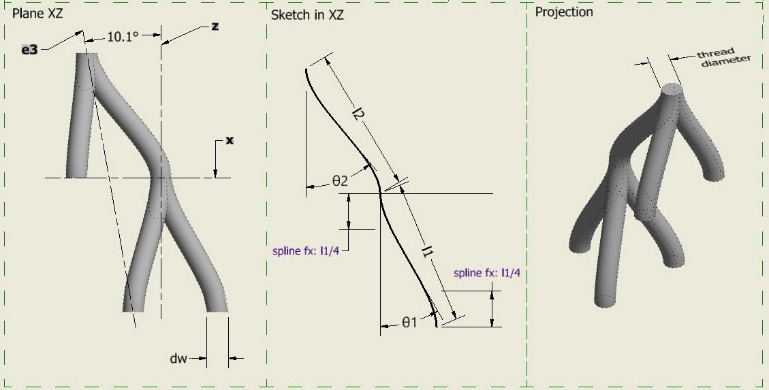 Plane XZ
e3
10.1°
z
x
dw
Sketch in XZ
l2
θ2
spline fx: l1/4
l1
spline fx: l1/4
θ1
Projection
thread
diameter